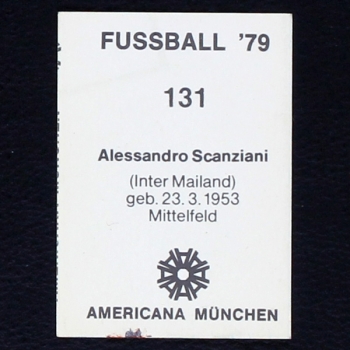 FUSSBALL '79
131
Alessandro Scanziani
(Inter Mailand)
geb. 23. 3. 1953
Mittelfeld
AMERICANA MÜNCHEN